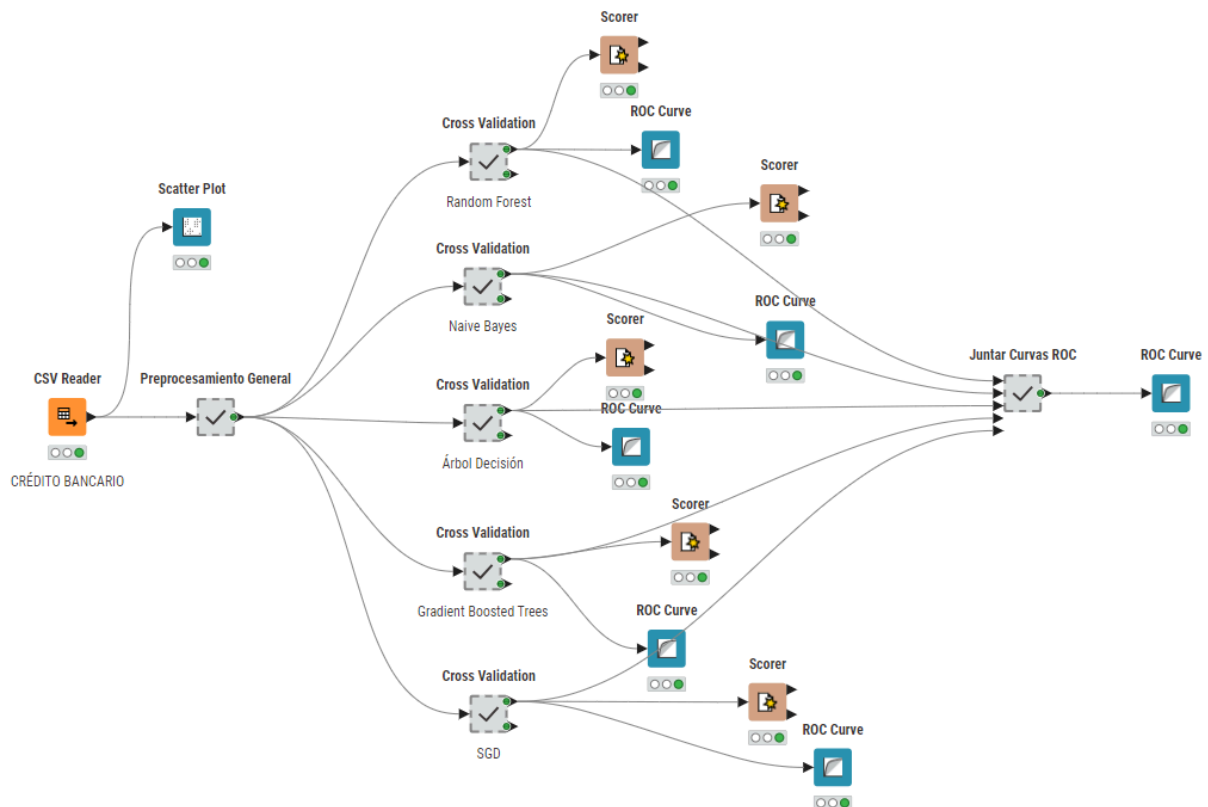 Scorer
ROC Curve
Cross Validation
Random Forest
Scorer
Scatter Plot
Cross Validation
Naive Bayes
ROC Curve
Scorer
Juntar Curvas ROC
ROC Curve
CSV Reader
Preprocesamiento General
Cross Validation
ROC Curve
Árbol Decisión
CRÉDITO BANCARIO
Scorer
Cross Validation
Gradient Boosted Trees
ROC Curve
Scorer
Cross Validation
SGD
ROC Curve